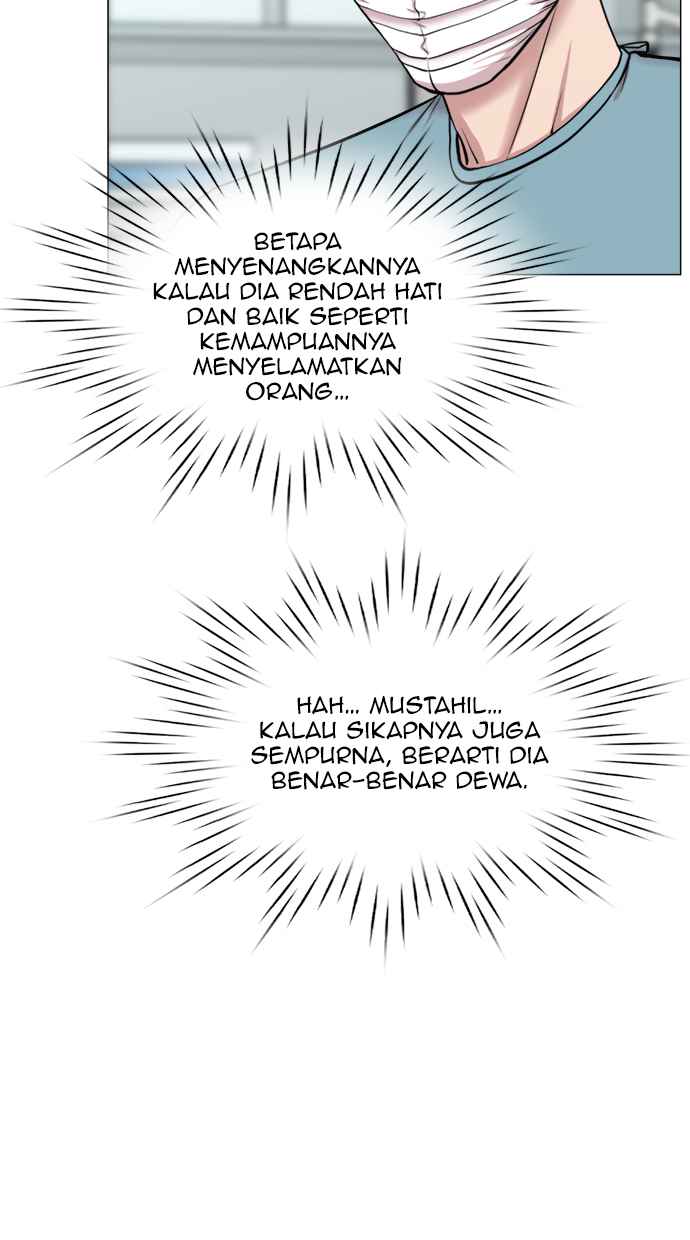 BETAPA
MENYENANGKANNYA
KALAU DIA RENDAH HATI
DAN BAIK SEPERTI
KEMAMPUANNYA
MENYELAMATKAN
ORANG...
HAH... MUSTAHIL...
KALAU SIKAPNYA JUGA
SEMPURNA, BERARTI DIA
BENAR-BENAR DEWA.